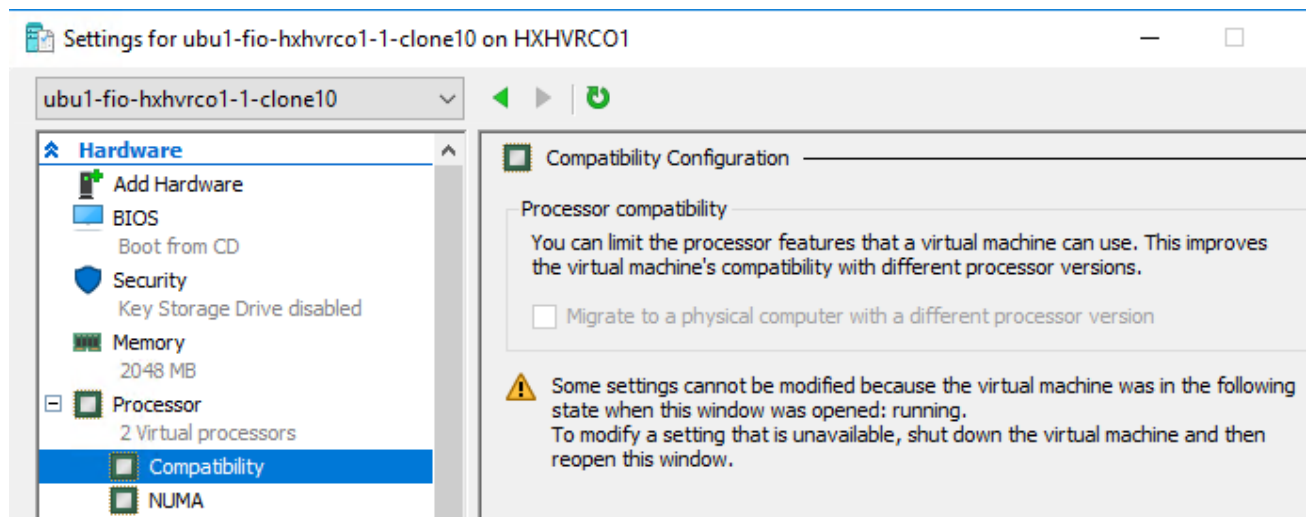 Settings for ubu1-fio-hxhvrco1-1-clone10 on HXHVRCO1
ubu1-fio-hxhvrco1-1-clone10
Hardware
Add Hardware
BIOS
Boot from CD
Security
Key Storage Drive disabled
Memory
2048 MB
Processor
2 Virtual processors
Compatibility
NUMA
Compatibility Configuration
Processor compatibility
You can limit the processor features that a virtual machine can use. This improves
the virtual machine's compatibility with different processor versions.
Migrate to a physical computer with a different processor version
Some settings cannot be modified because the virtual machine was in the following
state when this window was opened: running.
To modify a setting that is unavailable, shut down the virtual machine and then
reopen this window.